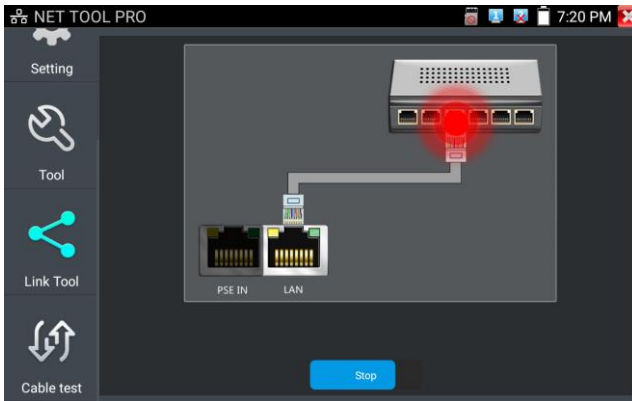 NET TOOL PRO
7:20 PM
Setting
Tool
Link Tool
Cable test
PSE IN
LAN
Stop